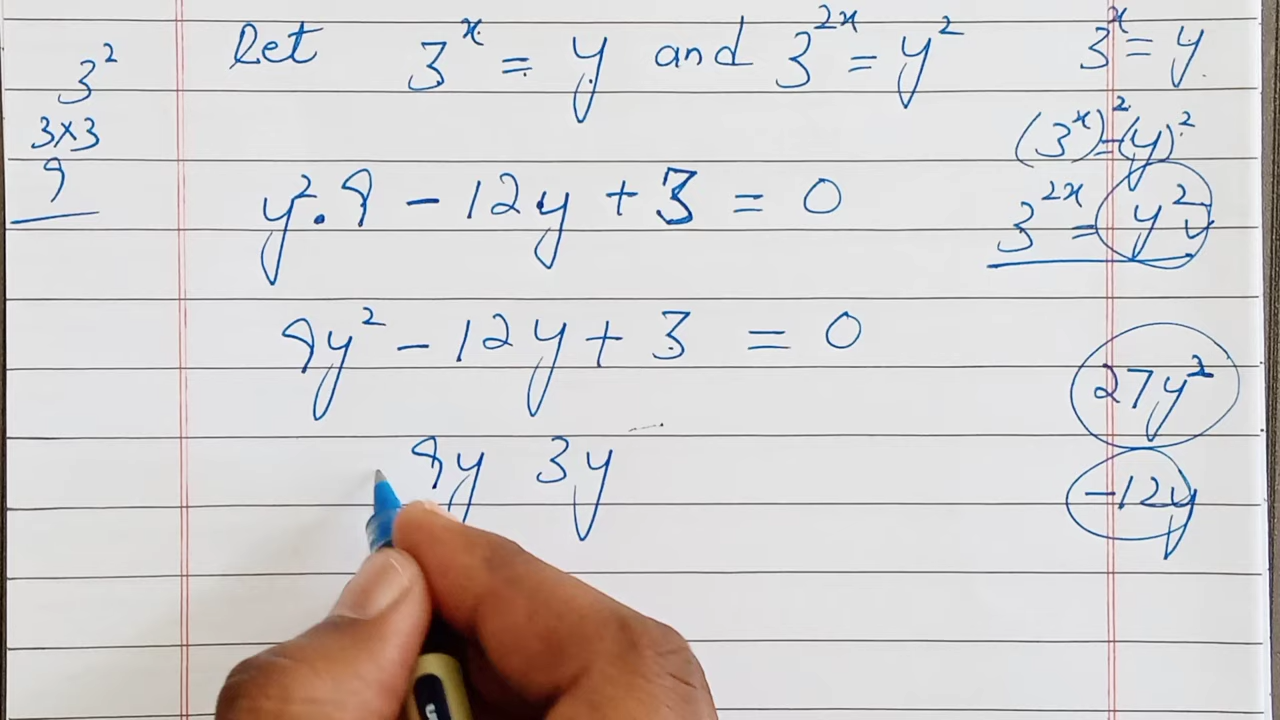 Let 3^x = y and 3^2x = y^2
3^x = y
3^2
3×3
9
(3^x)^2 = (y)^2
3^2x = y^2
y^2.9 - 12y + 3 = 0
9y^2 - 12y + 3 = 0
27y^2
9y 3y
-12y